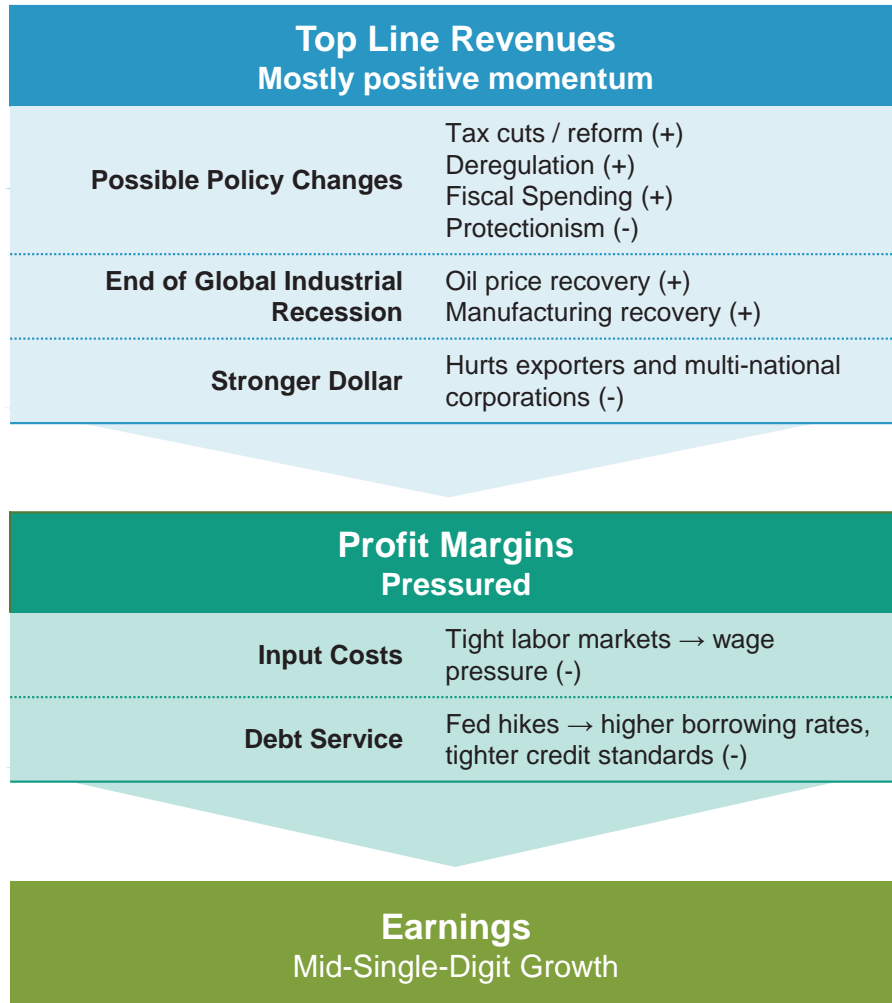 Top Line Revenues
Mostly positive momentum
Possible Policy Changes
Tax cuts / reform (+)
Deregulation (+)
Fiscal Spending (+)
Protectionism (-)
End of Global Industrial
Recession
Oil price recovery (+)
Manufacturing recovery (+)
Stronger Dollar
Hurts exporters and multi-national
corporations (-)
Profit Margins
Pressured
Input Costs
Tight labor markets → wage
pressure (-)
Debt Service
Fed hikes → higher borrowing rates,
tighter credit standards (-)
Earnings
Mid-Single-Digit Growth